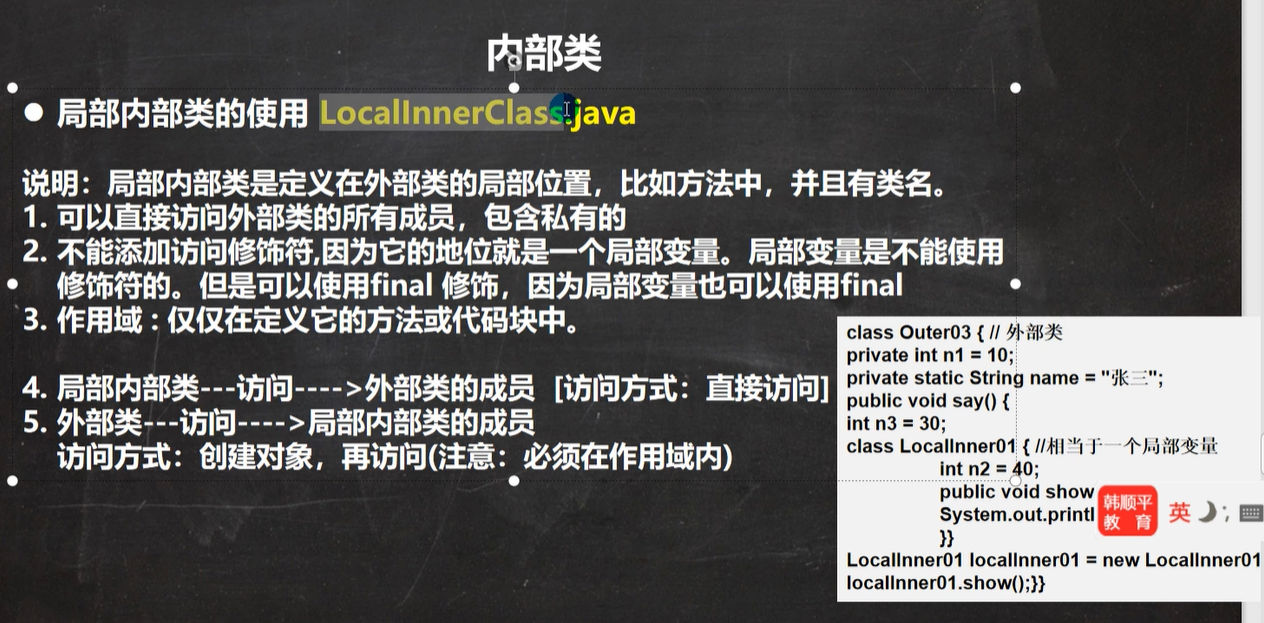 内部类
● 局部内部类的使用 LocalInnerClass.java
说明：局部内部类是定义在外部类的局部位置，比如方法中，并且有类名。
1. 可以直接访问外部类的所有成员，包含私有的
2. 不能添加访问修饰符,因为它的地位就是一个局部变量。局部变量是不能使用
修饰符的。但是可以使用final 修饰，因为局部变量也可以使用final
3. 作用域 : 仅仅在定义它的方法或代码块中。
4. 局部内部类---访问---->外部类的成员 [访问方式：直接访问]
5. 外部类---访问---->局部内部类的成员
访问方式：创建对象，再访问(注意：必须在作用域内)
class Outer03 { // 外部类
private int n1 = 10;
private static String name = "张三";
public void say() {
int n3 = 30;
class LocalInner01 { //相当于一个局部变量
int n2 = 40;
public void show
System.out.printl
}}
LocalInner01 localInner01 = new LocalInner01
localInner01.show();}}
韩顺平
教 育
英